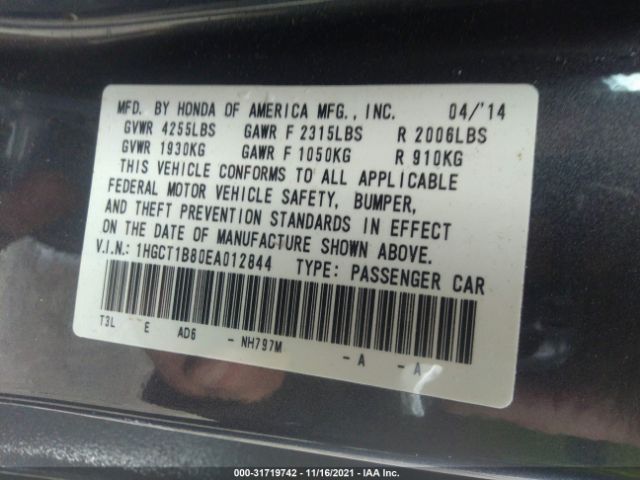 MFD. BY HONDA OF AMERICA MFG., INC. 04/'14
GVWR 4255LBS GAWR F 2315LBS R 2006LBS
GVWR 1930KG GAWR F 1050KG R 910KG
THIS VEHICLE CONFORMS TO ALL APPLICABLE
FEDERAL MOTOR VEHICLE SAFETY, BUMPER,
AND THEFT PREVENTION STANDARDS IN EFFECT
ON THE DATE OF MANUFACTURE SHOWN ABOVE.
V.I.N.: 1HGCT1B80EA012844 TYPE: PASSENGER CAR
T3L E AD6 - NH797M - A - A
000-31719742 - 11/16/2021 - IAA Inc.